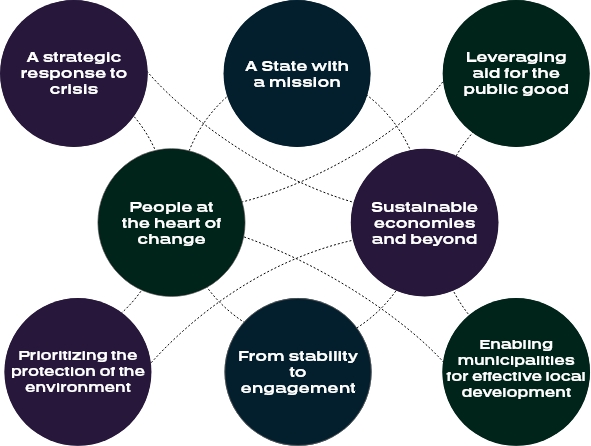 A strategic
response to
crisis
A State with
a mission
Leveraging
aid for the
public good
People at
the heart of
change
Sustainable
economies
and beyond
Prioritizing the
protection of the
environment
From stability
to
engagement
Enabling
municipalities
for effective local
development